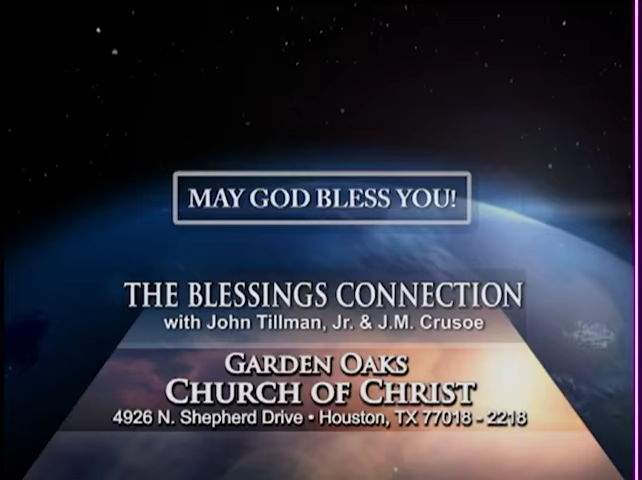 MAY GOD BLESS YOU!
THE BLESSINGS CONNECTION
with John Tillman, Jr. & J.M. Crusoe
GARDEN OAKS
CHURCH OF CHRIST
4926 N. Shepherd Drive • Houston, TX 77018 - 2218